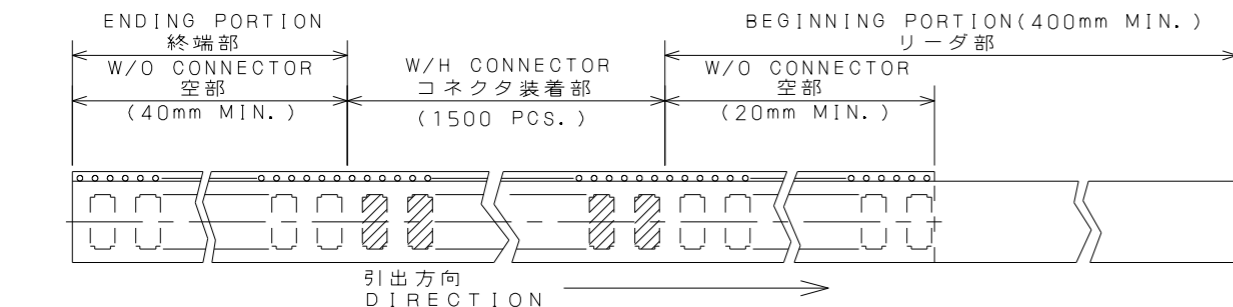 ENDING PORTION
終端部
BEGINNING PORTION(400mm MIN.)
リーダ部
W/O CONNECTOR
空部
(40mm MIN.)
W/H CONNECTOR
コネクタ装着部
(1500 PCS.)
W/O CONNECTOR
空部
(20mm MIN.)
引出方向
DIRECTION